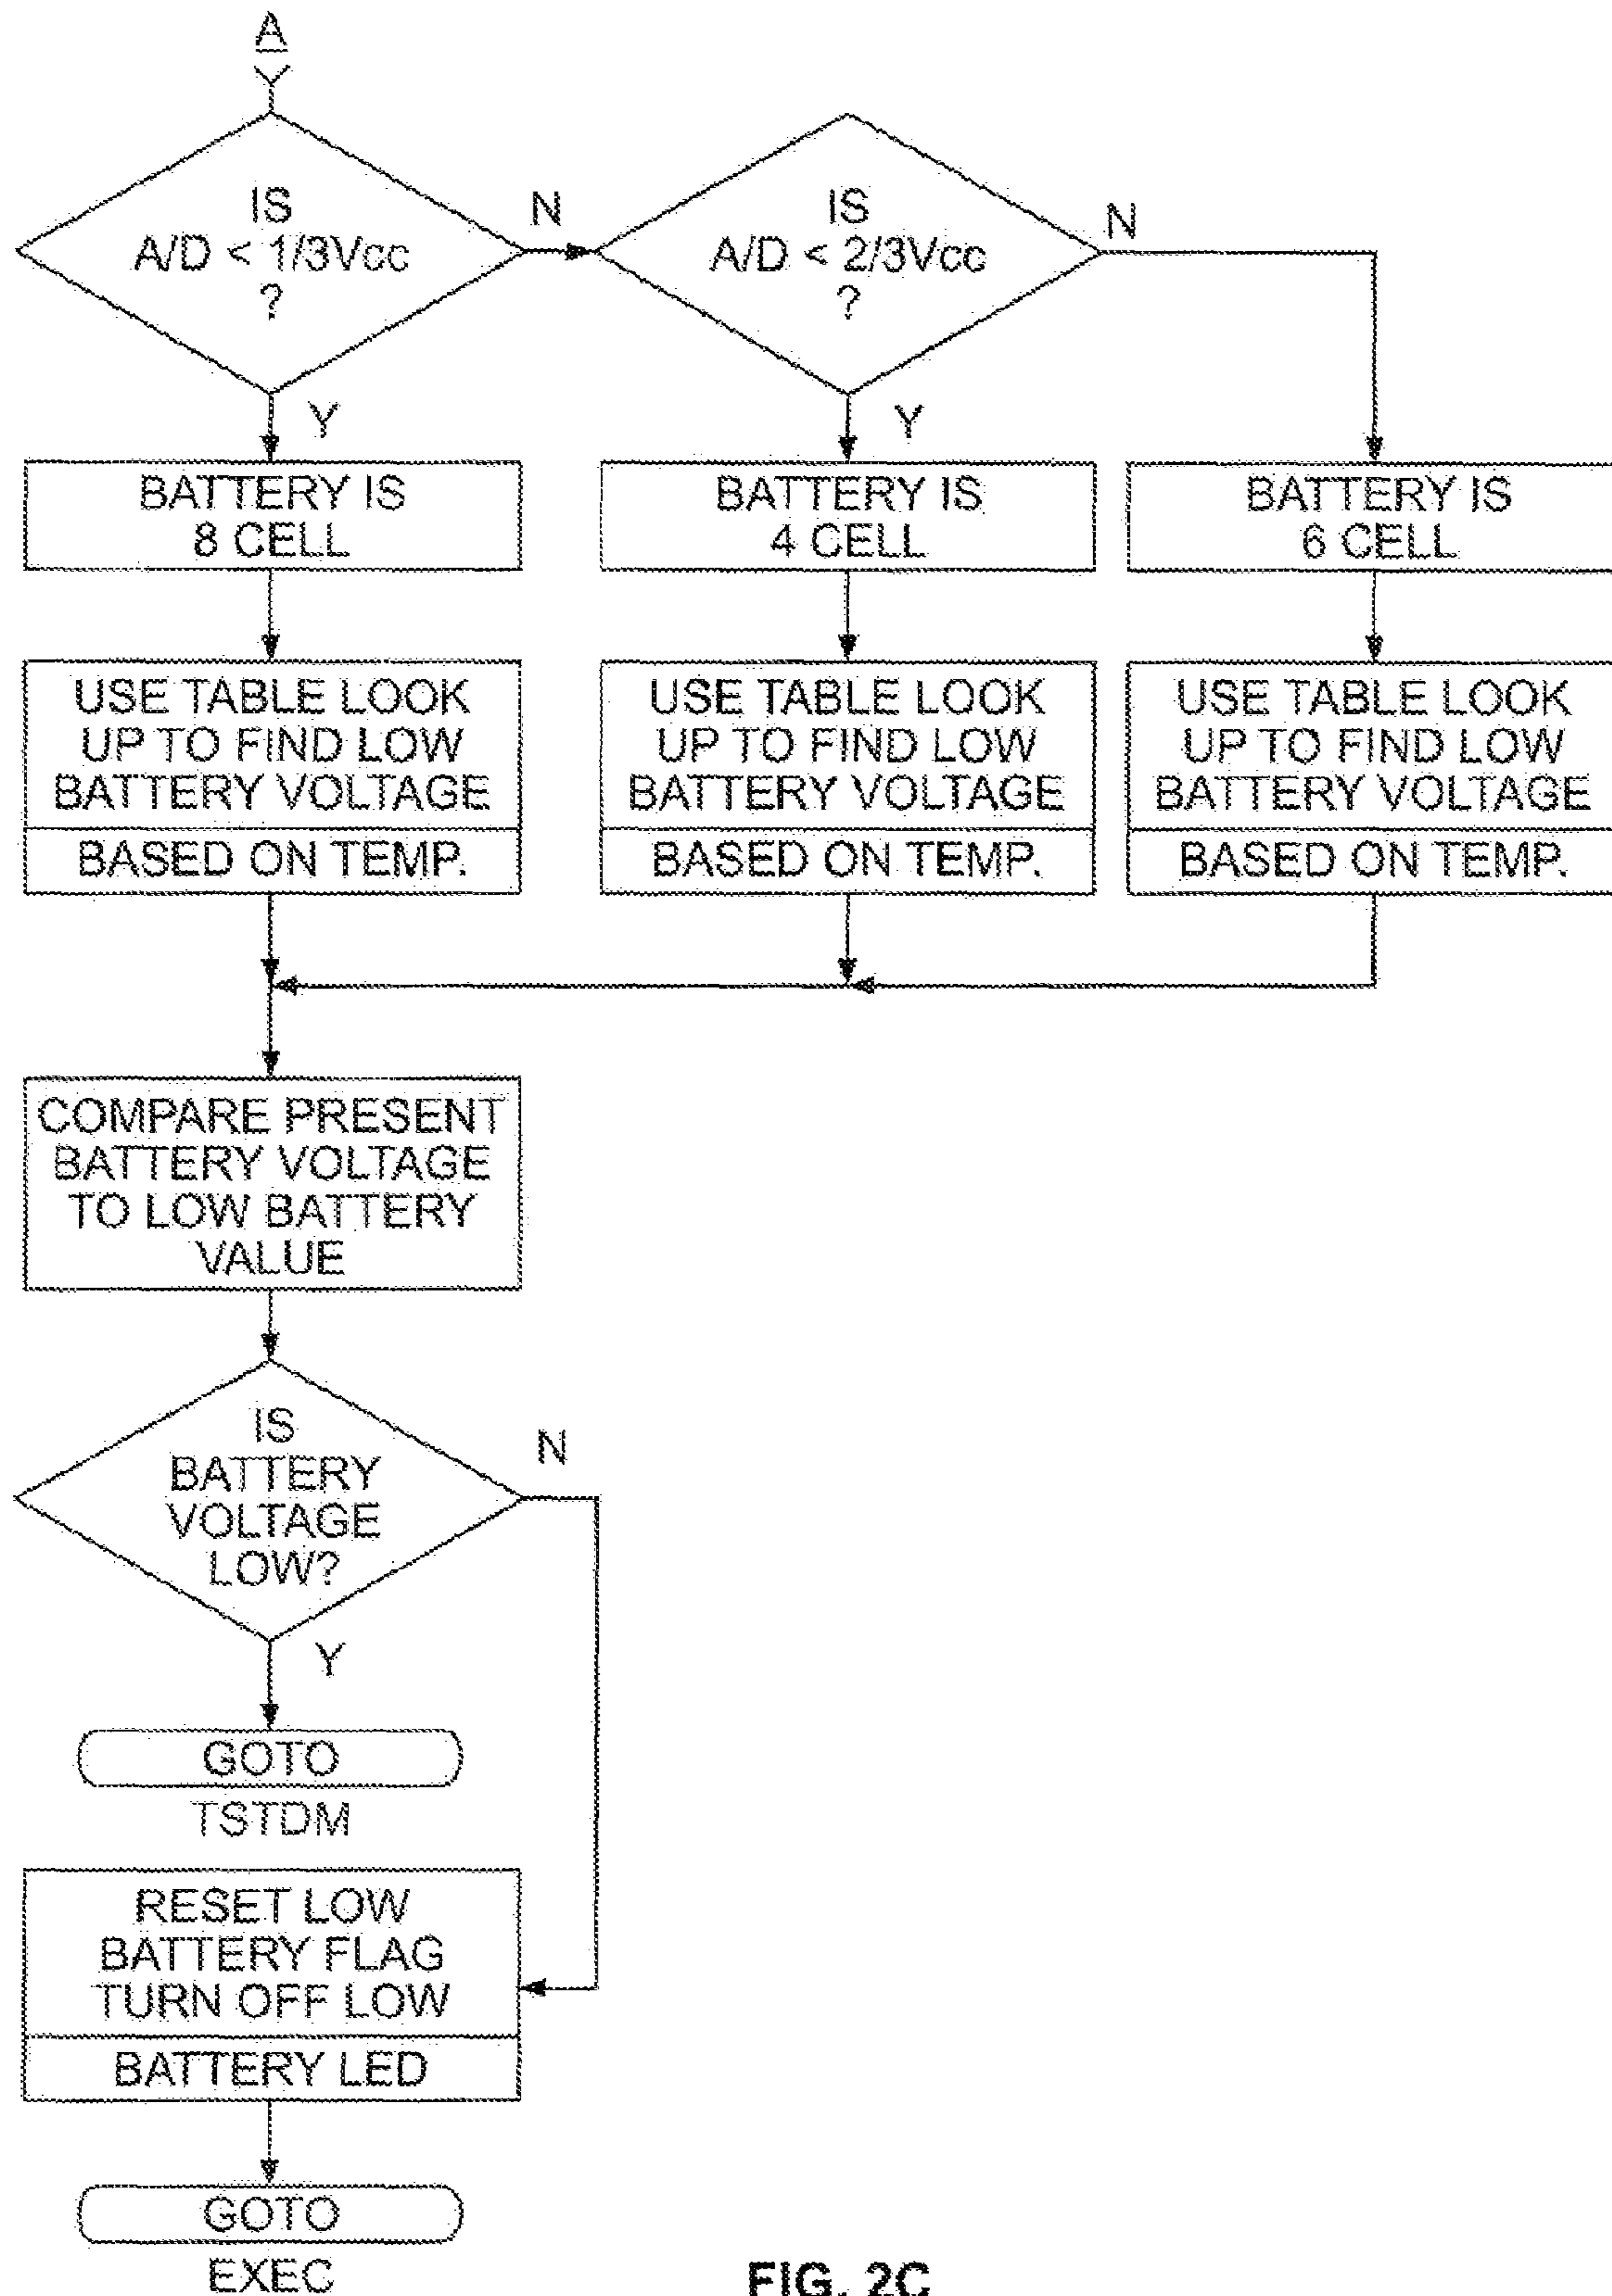 A
IS
A/D < 1/3Vcc
?
N
Y
IS
A/D < 2/3Vcc
?
N
Y
BATTERY IS
8 CELL
BATTERY IS
4 CELL
BATTERY IS
6 CELL
USE TABLE LOOK
UP TO FIND LOW
BATTERY VOLTAGE
BASED ON TEMP.
USE TABLE LOOK
UP TO FIND LOW
BATTERY VOLTAGE
BASED ON TEMP.
USE TABLE LOOK
UP TO FIND LOW
BATTERY VOLTAGE
BASED ON TEMP.
COMPARE PRESENT
BATTERY VOLTAGE
TO LOW BATTERY
VALUE
IS
BATTERY
VOLTAGE
LOW?
N
Y
GOTO
TSTDM
RESET LOW
BATTERY FLAG
TURN OFF LOW
BATTERY LED
GOTO
EXEC
FIG. 2C